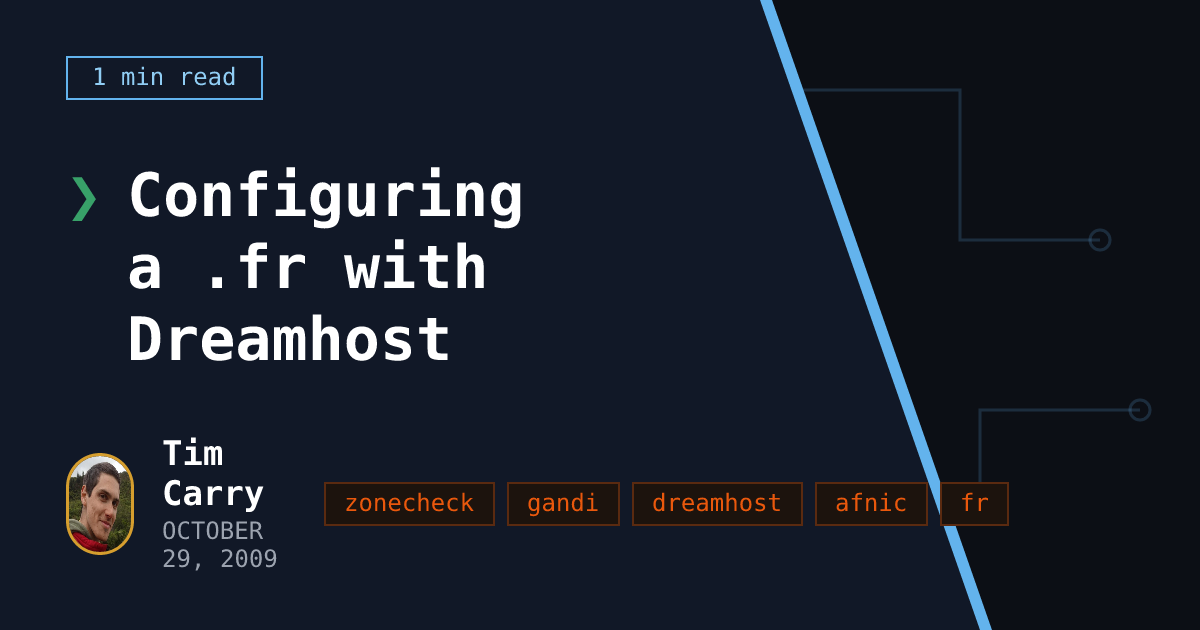 1 min read
❯ Configuring
a .fr with
Dreamhost
Tim
Carry
OCTOBER
29, 2009
zonecheck gandi dreamhost afnic fr